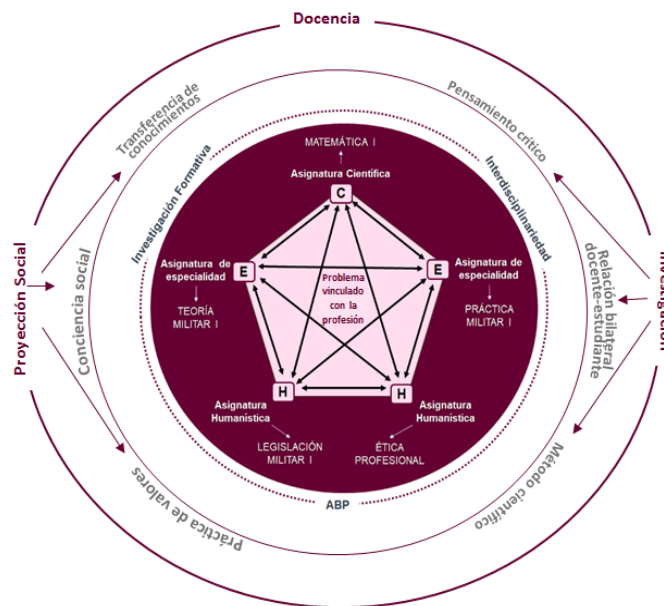 Docencia
Transferencia de
conocimientos
Pensamiento crítico
Investigación Formativa
Interdisciplinariedad
MATEMÁTICA I
Asignatura Científica
C
Proyección Social
Conciencia social
Asignatura de
especialidad
E
TEORÍA
MILITAR I
Problema
vinculado
con la
profesión
E
Asignatura de
especialidad
PRÁCTICA
MILITAR I
Relación bilateral
docente-estudiante
H
H
Asignatura
Humanística
LEGISLACIÓN
MILITAR I
Asignatura
Humanística
ÉTICA
PROFESIONAL
Práctica de valores
Método científico
ABP